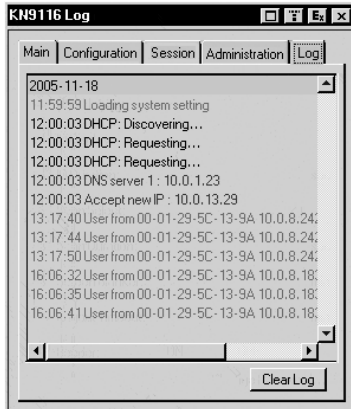 KN9116 Log
Main Configuration Session Administration Log
2005-11-18
11:59:59 Loading system setting
12:00:03 DHCP: Discovering...
12:00:03 DHCP: Requesting...
12:00:03 DHCP: Requesting...
12:00:03 DNS server 1 : 10.0.1.23
12:00:03 Accept new IP : 10.0.13.29
13:17:40 User from 00-01-29-5C-13-9A 10.0.8.242
13:17:44 User from 00-01-29-5C-13-9A 10.0.8.242
13:17:50 User from 00-01-29-5C-13-9A 10.0.8.242
16:06:32 User from 00-01-29-5C-13-9A 10.0.8.18
16:06:35 User from 00-01-29-5C-13-9A 10.0.8.18
16:06:41 User from 00-01-29-5C-13-9A 10.0.8.18
Clear Log